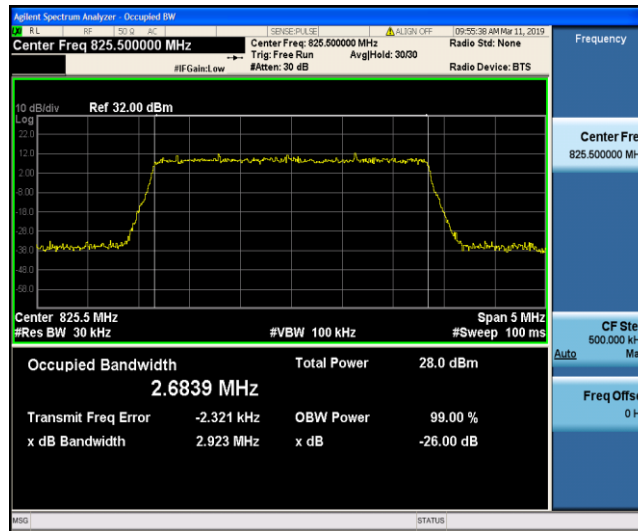 Agilent Spectrum Analyzer - Occupied BW
RL RF 50 Ω AC SENSE:PULSE ALIGN OFF 09:55:38 AM Mar 11, 2019
Center Freq 825.500000 MHz Center Freq: 825.500000 MHz Radio Std: None
Trig: Free Run Avg|Hold: 30/30
#IFGain:Low #Atten: 30 dB Radio Device: BTS
Frequency
10 dB/div Ref 32.00 dBm
Log
22.0
12.0
2.00
-8.00
-18.0
-28.0
-38.0
-48.0
-58.0
Center Fre
825.500000 MH
Center 825.5 MHz Span 5 MHz
#Res BW 30 kHz #VBW 100 kHz #Sweep 100 ms
CF Ste
500.000 kH
Auto Ma
Occupied Bandwidth Total Power 28.0 dBm
2.6839 MHz
Transmit Freq Error -2.321 kHz OBW Power 99.00 %
x dB Bandwidth 2.923 MHz x dB -26.00 dB
Freq Offse
0 H
MSG STATUS